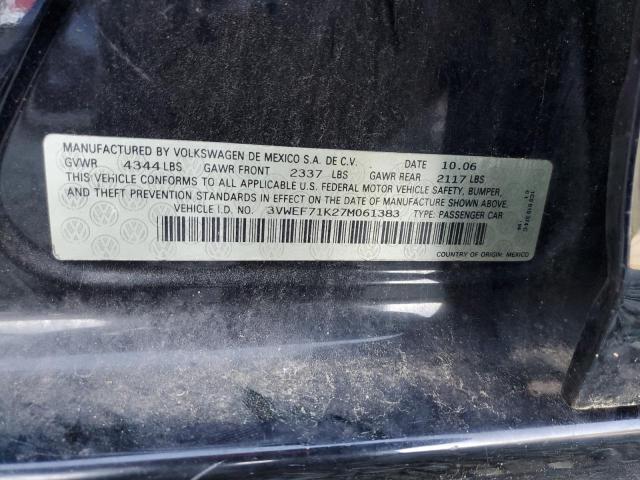 MANUFACTURED BY VOLKSWAGEN DE MEXICO S.A. DE C.V. DATE 10.06
GVWR 4344 LBS GAWR FRONT 2337 LBS GAWR REAR 2117 LBS
THIS VEHICLE CONFORMS TO ALL APPLICABLE U.S. FEDERAL MOTOR VEHICLE SAFETY, BUMPER,
AND THEFT PREVENTION STANDARDS IN EFFECT ON THE DATE OF MANUFACTURE SHOWN ABOVE.
VEHICLE I.D. NO. 3VWEF71K27M061383 TYPE: PASSENGER CAR
COUNTRY OF ORIGIN: MEXICO